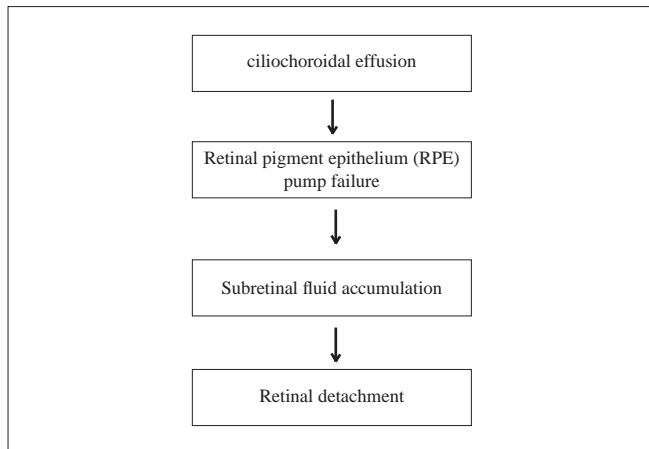 ciliochoroidal effusion
Retinal pigment epithelium (RPE)
pump failure
Subretinal fluid accumulation
Retinal detachment